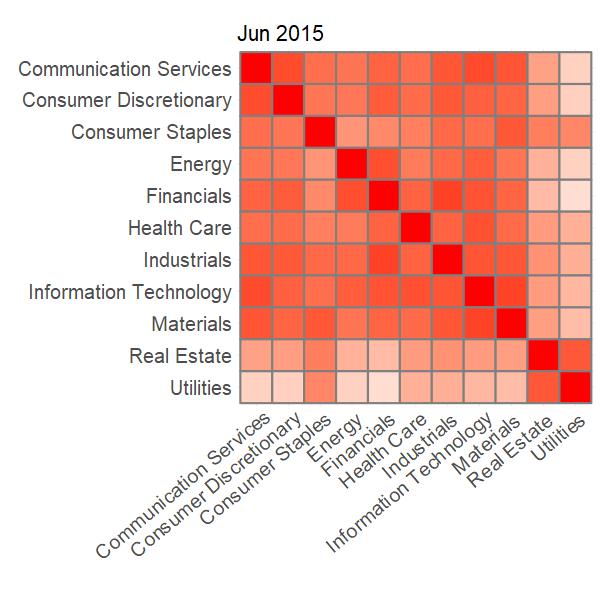 Jun 2015
Communication Services
Consumer Discretionary
Consumer Staples
Energy
Financials
Health Care
Industrials
Information Technology
Materials
Real Estate
Utilities
Communication Services
Consumer Discretionary
Consumer Staples
Energy
Financials
Health Care
Industrials
Information Technology
Materials
Real Estate
Utilities